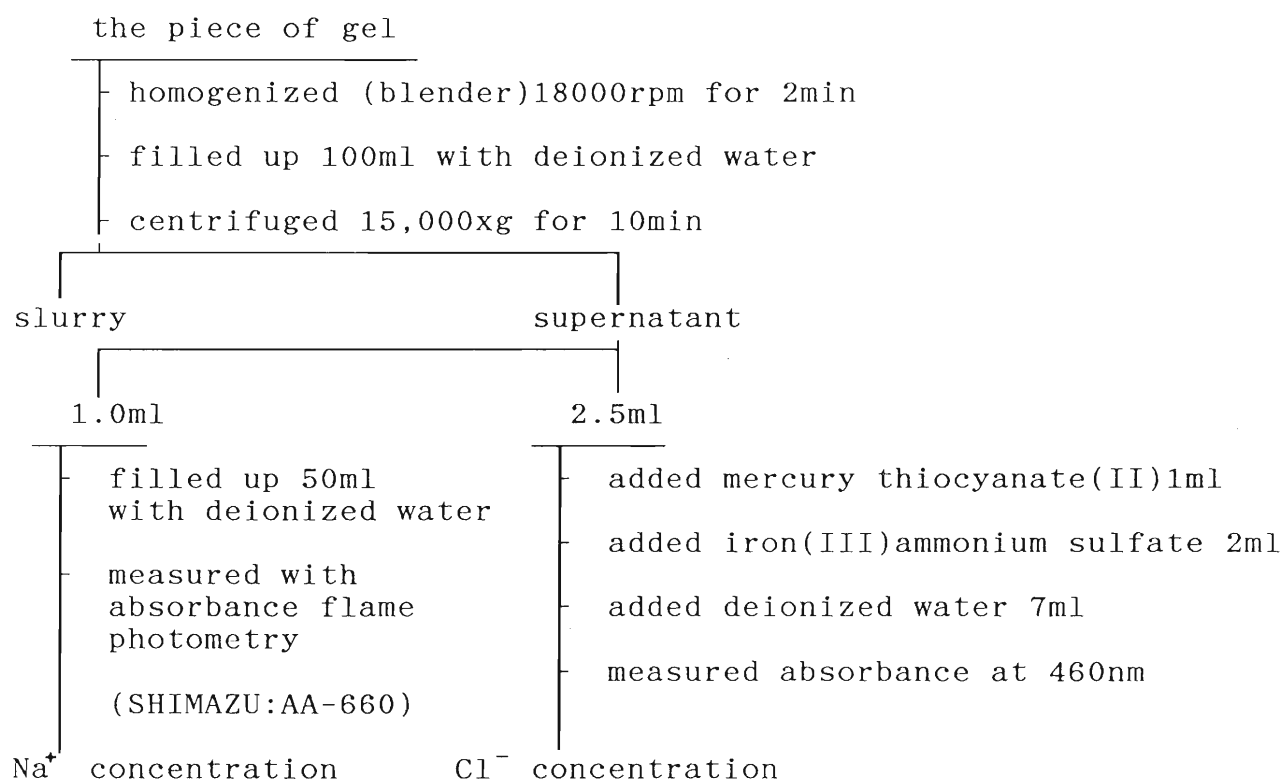 the piece of gel
homogenized (blender)18000rpm for 2min
filled up 100ml with deionized water
centrifuged 15,000xg for 10min
slurry
supernatant
1.0ml
filled up 50ml
with deionized water
measured with
absorbance flame
photometry
(SHIMAZU:AA-660)
Na⁺ concentration
2.5ml
added mercury thiocyanate(II)1ml
added iron(III)ammonium sulfate 2ml
added deionized water 7ml
measured absorbance at 460nm
Cl⁻ concentration